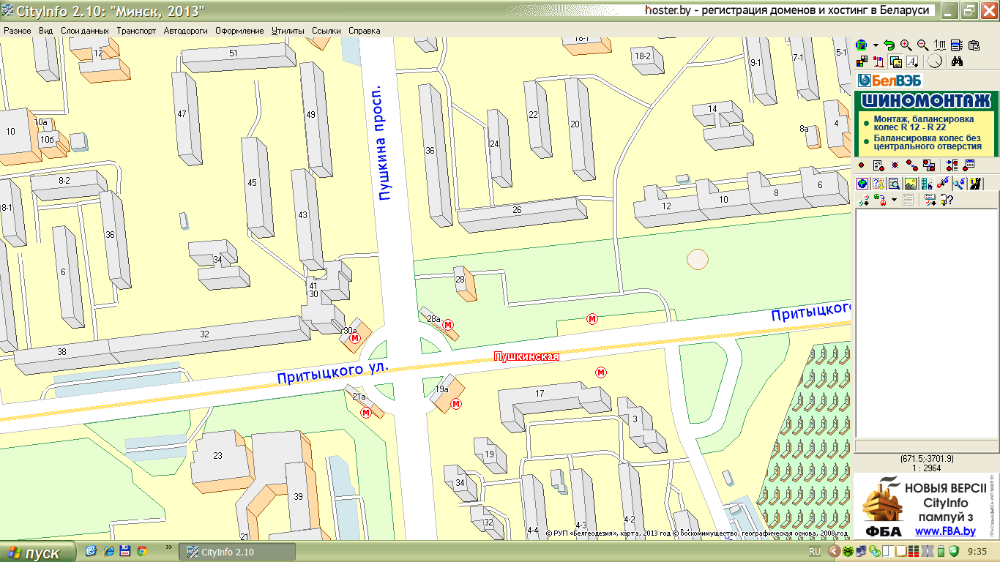 CityInfo 2.10: "Минск, 2013"
hoster.by - регистрация доменов и хостинг в Беларуси
Разное Вид Слои данных Транспорт Автодороги Оформление Утилиты Ссылки Справка
12
51
18-1
18-2
9-1
7-1
5-1
БелВЭБ
ШИНОМОНТАЖ
Монтаж, балансировка
колес R 12 - R 22
Балансировка колес без
центрального отверстия
10
10а
10б
47
49
22
20
24
14
8а
4
36
Пушкина просп.
8-2
8-1
45
43
36
6
34
26
12
10
8
6
28
41
30
28а
М
М
30а
М
32
38
Притыцкого
Пушкинская
Притыцкого ул.
М
19а
М
21а
М
17
3
23
19
34
39
32
21
4-4
4-3
4-2
© РУП «Белгеодезия», карта, 2013 год © Госкомимущество, географическая основа, 2008 год
(671.5;-3701.9)
1 : 2964
НОВЫЯ ВЕРСІІ
CityInfo
пампуй з
www.FBA.by
ФБА
пуск
CityInfo 2.10
RU
9:35